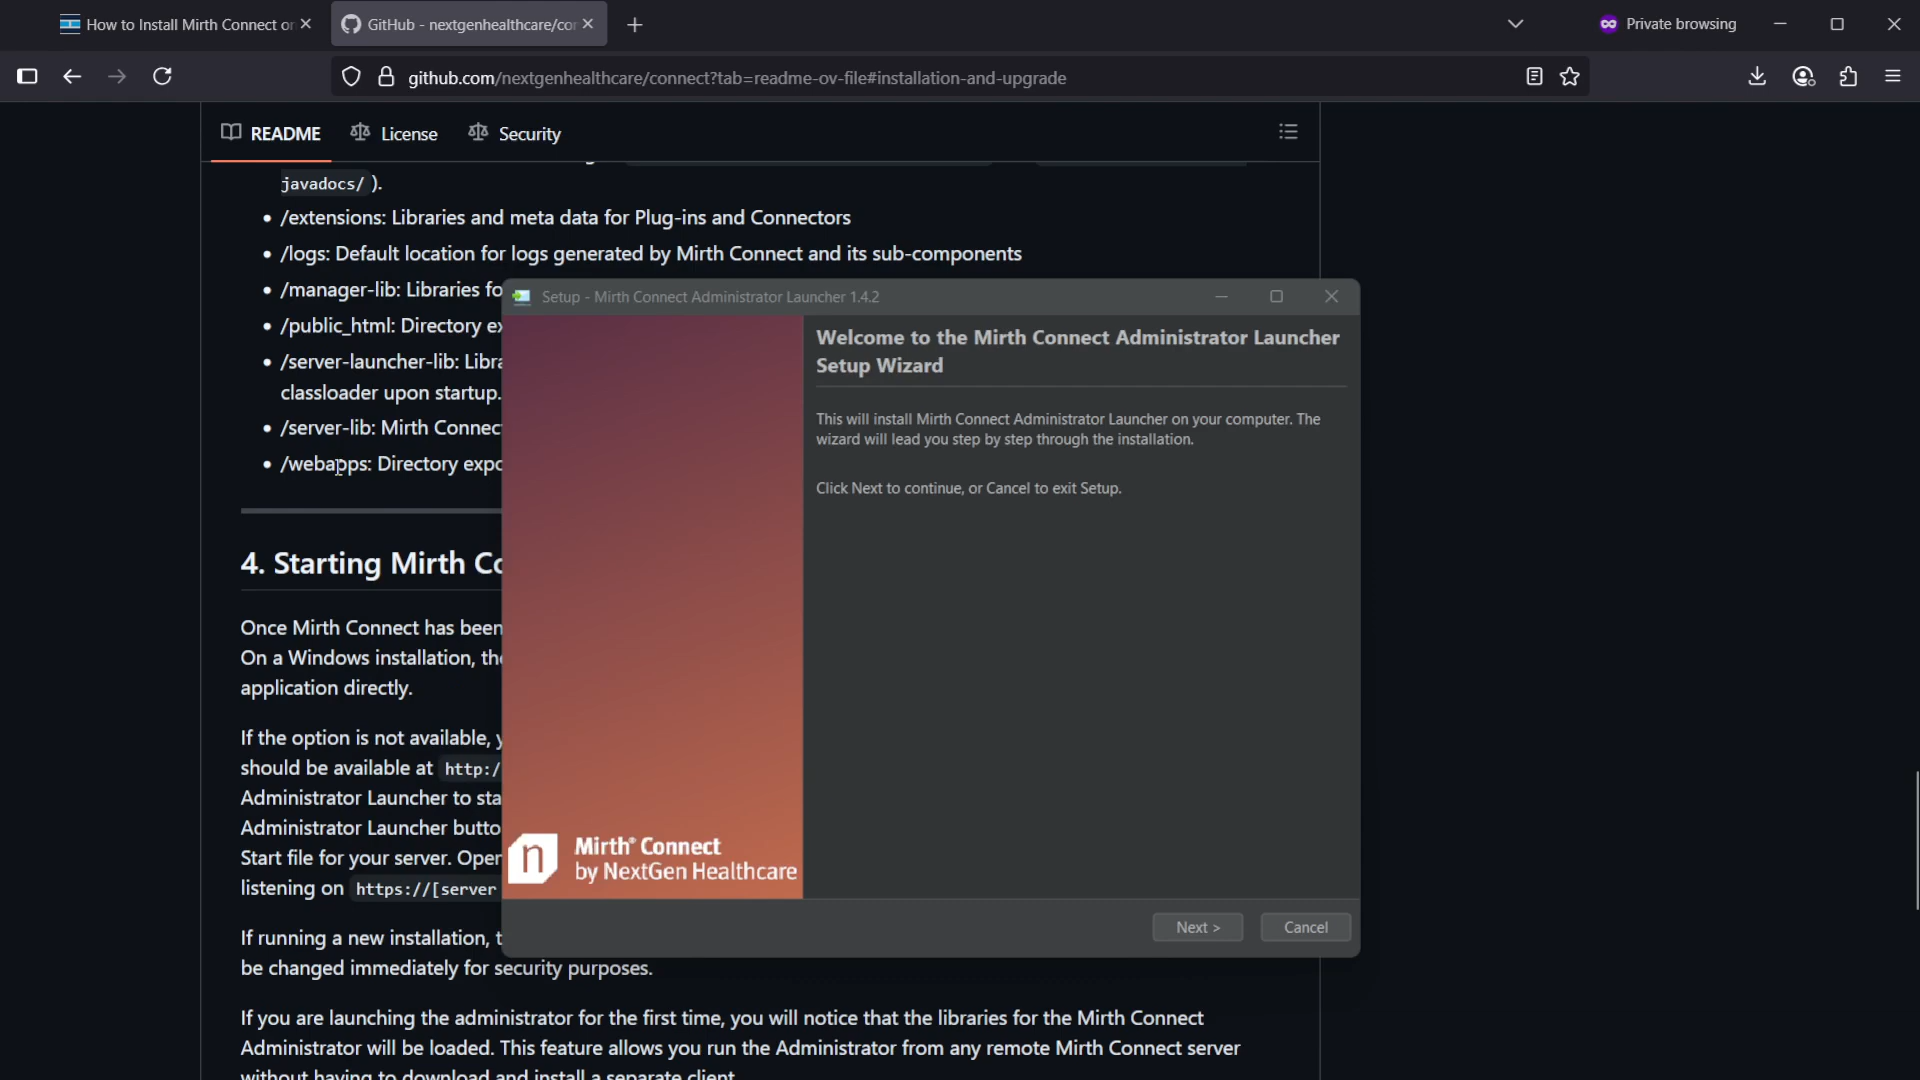 How to Install Mirth Connect or
GitHub - nextgenhealthcare/co
Private browsing
github.com/nextgenhealthcare/connect?tab=readme-ov-file#installation-and-upgrade
README
License
Security
javadocs/ ).
• /extensions: Libraries and meta data for Plug-ins and Connectors
• /logs: Default location for logs generated by Mirth Connect and its sub-components
• /manager-lib: Libraries fo
• /public_html: Directory ex
• /server-launcher-lib: Libra
classloader upon startup.
• /server-lib: Mirth Connec
• /webapps: Directory expo
4. Starting Mirth Co
Once Mirth Connect has been
On a Windows installation, the
application directly.
If the option is not available, y
should be available at http:/
Administrator Launcher to sta
Administrator Launcher butto
Start file for your server. Open
listening on https://[server
If running a new installation, t
be changed immediately for security purposes.
If you are launching the administrator for the first time, you will notice that the libraries for the Mirth Connect
Administrator will be loaded. This feature allows you run the Administrator from any remote Mirth Connect server
without having to download and install a separate client.
Setup - Mirth Connect Administrator Launcher 1.4.2
Welcome to the Mirth Connect Administrator Launcher
Setup Wizard
This will install Mirth Connect Administrator Launcher on your computer. The
wizard will lead you step by step through the installation.
Click Next to continue, or Cancel to exit Setup.
n
Mirth® Connect
by NextGen Healthcare
Next >
Cancel